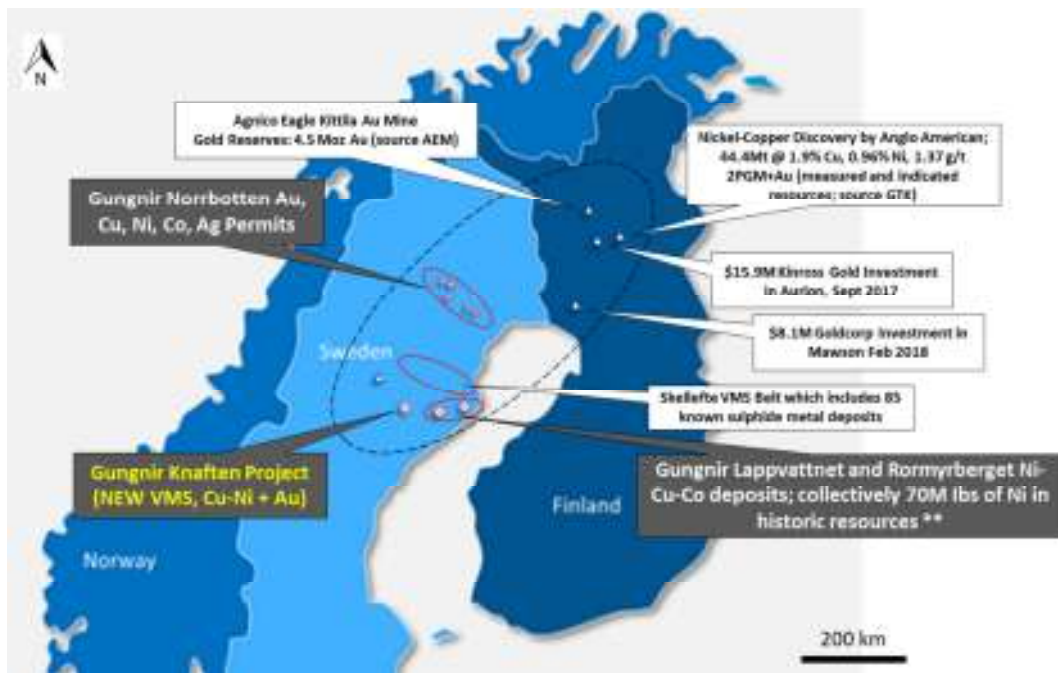 N
Agnico Eagle Kittila Au Mine
Gold Reserves: 4.5 Moz Au (source AEM)
Nickel-Copper Discovery by Anglo American;
44.4Mt @ 1.9% Cu, 0.96% Ni, 1.37 g/t
2PGM+Au (measured and indicated
resources; source GTK)
Gungnir Norrbotten Au,
Cu, Ni, Co, Ag Permits
$15.9M Kinross Gold Investment
in Aurion, Sept 2017
$8.1M Goldcorp Investment in
Mawson Feb 2018
Sweden
Skellefte VMS Belt which includes 85
known sulphide metal deposits
Gungnir Knaften Project
(NEW VMS, Cu-Ni + Au)
Gungnir Lappvattnet and Rormyrberget Ni-
Cu-Co deposits; collectively 70M lbs of Ni in
historic resources **
Finland
Norway
200 km